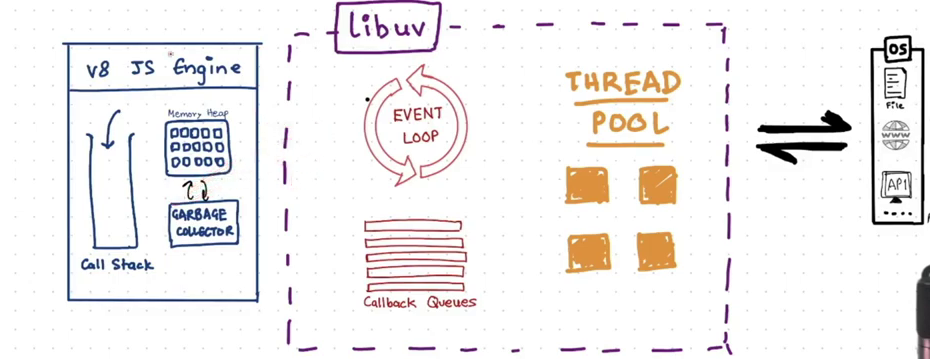 libuv
V8 JS Engine
Memory Heap
GARBAGE
COLLECTOR
Call Stack
EVENT
LOOP
Callback Queues
THREAD
POOL
OS
File
WWW
API